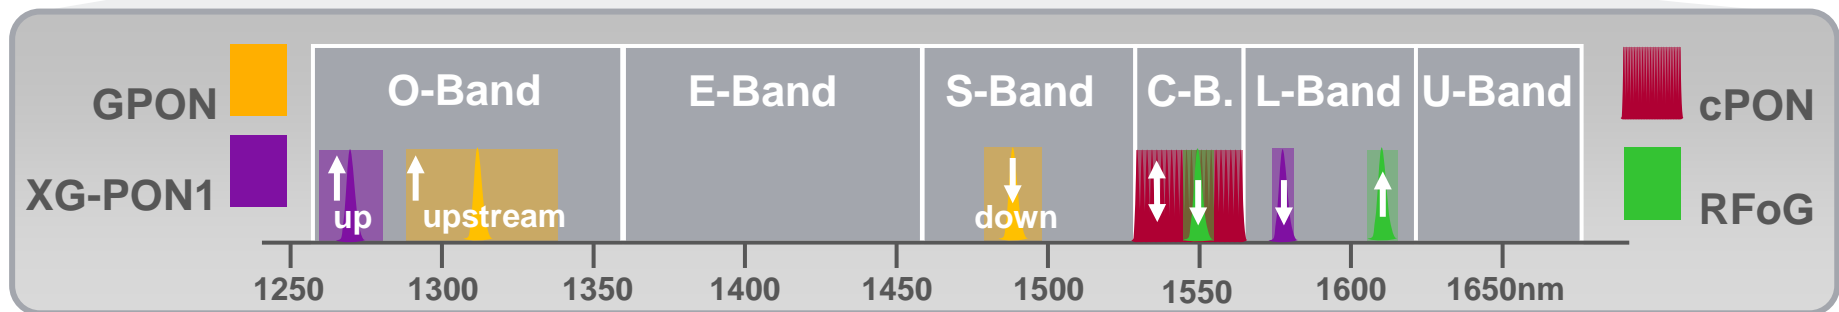 GPON
XG-PON1
O-Band
E-Band
S-Band
C-B.
L-Band
U-Band
cPON
RFoG
up
upstream
down
1250
1300
1350
1400
1450
1500
1550
1600
1650nm